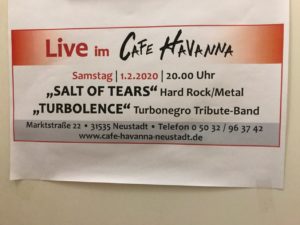 Live im CAFE HAVANNA
Samstag | 1.2.2020 | 20.00 Uhr
„SALT OF TEARS“ Hard Rock/Metal
„TURBOLENCE“ Turbonegro Tribute-Band
Marktstraße 22 • 31535 Neustadt • Telefon 0 50 32 / 96 37 42
www.cafe-havanna-neustadt.de